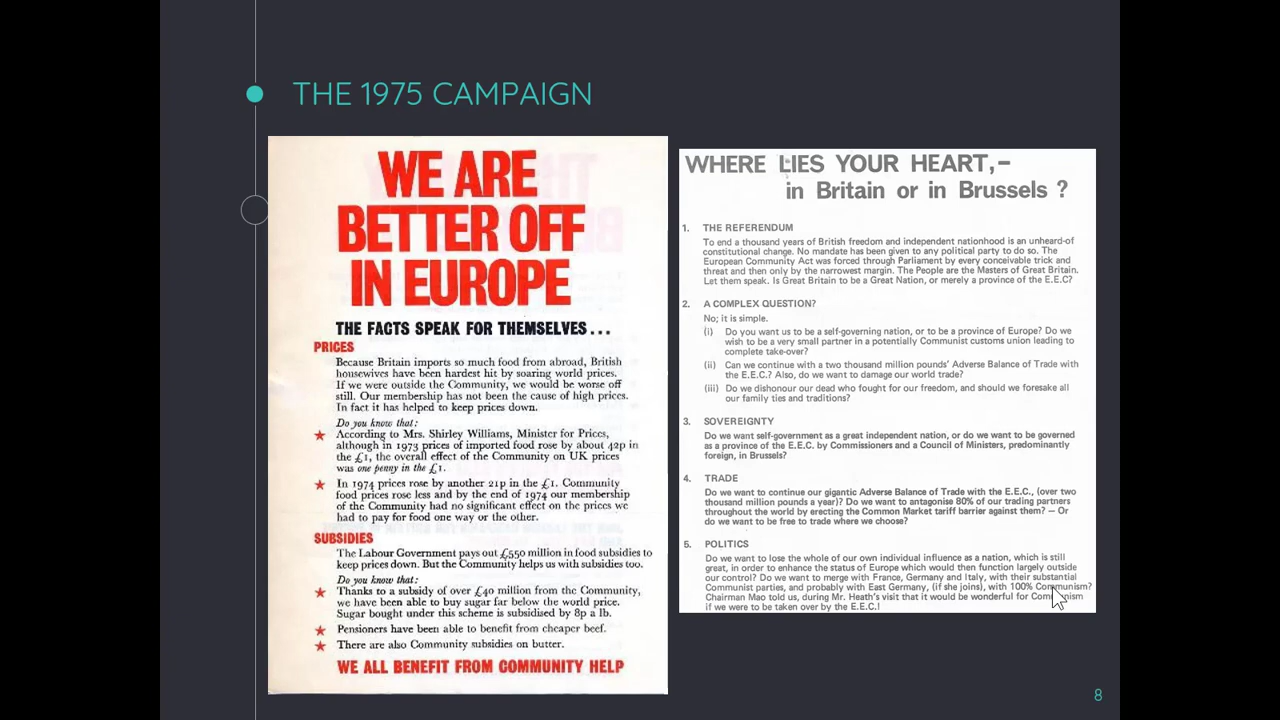 THE 1975 CAMPAIGN
WE ARE
BETTER OFF
IN EUROPE
THE FACTS SPEAK FOR THEMSELVES...
PRICES
Because Britain imports so much food from abroad, British
housewives have been hardest hit by soaring world prices.
If we were outside the Community, we would be worse off
still. Our membership has not been the cause of high prices.
In fact it has helped to keep prices down.
Do you know that:
★ According to Mrs. Shirley Williams, Minister for Prices,
although in 1973 prices of imported food rose by about 42p in
the £1, the overall effect of the Community on UK prices
was one penny in the £1.
★ In 1974 prices rose by another 21p in the £1. Community
food prices rose less and by the end of 1974 our membership
of the Community had no significant effect on the prices we
had to pay for food one way or the other.
SUBSIDIES
The Labour Government pays out £550 million in food subsidies to
keep prices down. But the Community helps us with subsidies too.
Do you know that:
★ Thanks to a subsidy of over £40 million from the Community,
we have been able to buy sugar far below the world price.
Sugar bought under this scheme is subsidised by 8p a lb.
★ Pensioners have been able to benefit from cheaper beef.
★ There are also Community subsidies on butter.
WE ALL BENEFIT FROM COMMUNITY HELP
WHERE LIES YOUR HEART,–
in Britain or in Brussels ?
1. THE REFERENDUM
To end a thousand years of British freedom and independent nationhood is an unheard-of
constitutional change. No mandate has been given to any political party to do so. The
European Community Act was forced through Parliament by every conceivable trick and
threat and then only by the narrowest margin. The People are the Masters of Great Britain.
Let them speak. Is Great Britain to be a Great Nation, or merely a province of the E.E.C?
2. A COMPLEX QUESTION?
No; it is simple.
(i) Do you want us to be a self-governing nation, or to be a province of Europe? Do we
wish to be a very small partner in a potentially Communist customs union leading to
complete take-over?
(ii) Can we continue with a two thousand million pounds' Adverse Balance of Trade with
the E.E.C.? Also, do we want to damage our world trade?
(iii) Do we dishonour our dead who fought for our freedom, and should we foresake all
our family ties and traditions?
3. SOVEREIGNTY
Do we want self-government as a great independent nation, or do we want to be governed
as a province of the E.E.C. by Commissioners and a Council of Ministers, predominantly
foreign, in Brussels?
4. TRADE
Do we want to continue our gigantic Adverse Balance of Trade with the E.E.C., (over two
thousand million pounds a year)? Do we want to antagonise 80% of our trading partners
throughout the world by erecting the Common Market tariff barrier against them? – Or
do we want to be free to trade where we choose?
5. POLITICS
Do we want to lose the whole of our own individual influence as a nation, which is still
great, in order to enhance the status of Europe which would then function largely outside
our control? Do we want to merge with France, Germany and Italy, with their substantial
Communist parties, and probably with East Germany, (if she joins), with 100% Communism?
Chairman Mao told us, during Mr. Heath's visit that it would be wonderful for Communism
if we were to be taken over by the E.E.C.!
8